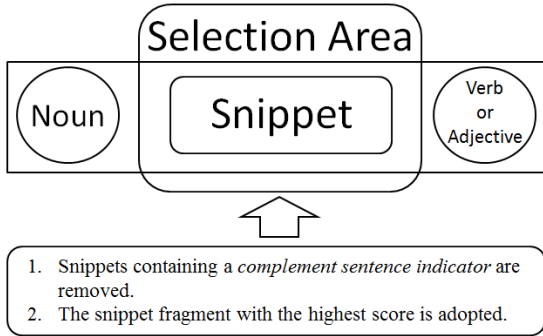 Selection Area
Noun
Snippet
Verb
or
Adjective
1. Snippets containing a complement sentence indicator are
removed.
2. The snippet fragment with the highest score is adopted.